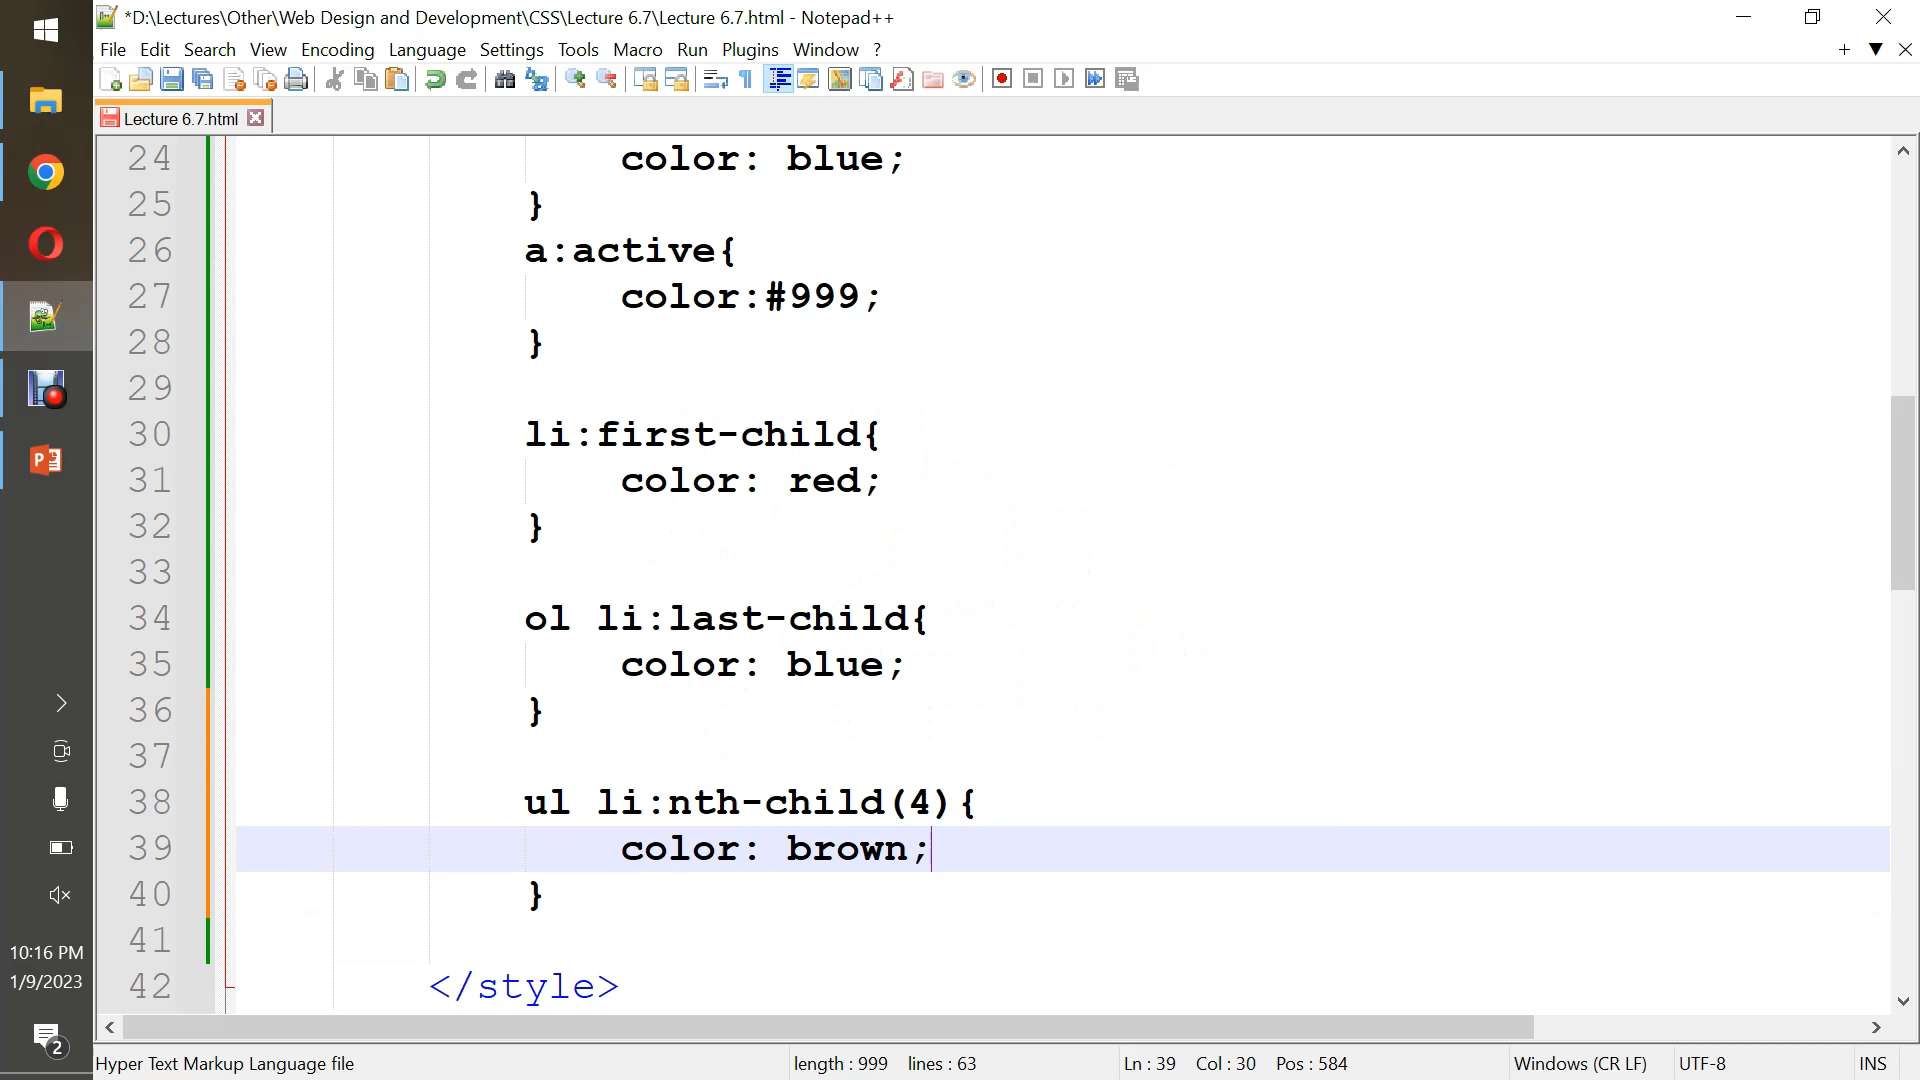 *D:\Lectures\Other\Web Design and Development\CSS\Lecture 6.7\Lecture 6.7.html - Notepad++
File Edit Search View Encoding Language Settings Tools Macro Run Plugins Window ?
Lecture 6.7.html
24 color: blue;
25 }
26 a:active{
27 color:#999;
28 }
29
30 li:first-child{
31 color: red;
32 }
33
34 ol li:last-child{
35 color: blue;
36 }
37
38 ul li:nth-child(4){
39 color: brown;
40 }
41
42 </style>
10:16 PM
1/9/2023
2
Hyper Text Markup Language file length : 999 lines : 63 Ln : 39 Col : 30 Pos : 584 Windows (CR LF) UTF-8 INS